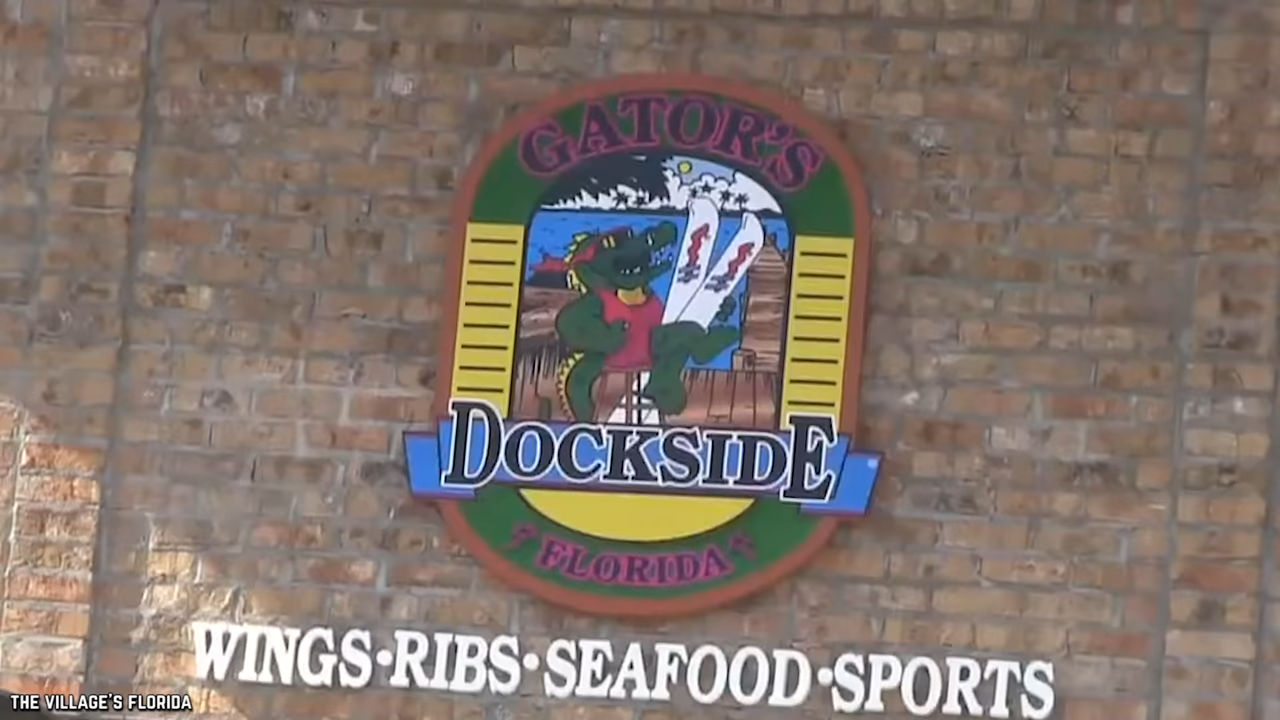 GATOR'S
DOCKSIDE
FLORIDA
WINGS·RIBS·SEAFOOD·SPORTS
THE VILLAGE'S FLORIDA